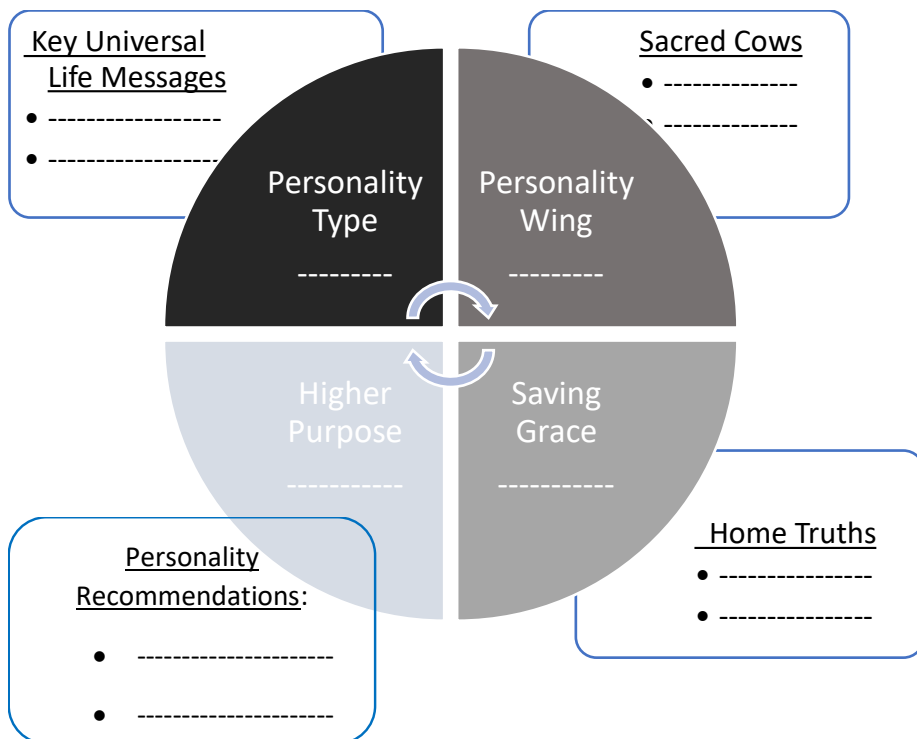 Key Universal
Life Messages
• ------------------
• ------------------
Sacred Cows
• --------------
• --------------
Personality
Type
---------
Personality
Wing
---------
Higher
Purpose
-----------
Saving
Grace
-----------
Home Truths
• ----------------
• ----------------
Personality
Recommendations:
• ---------------------
• ---------------------